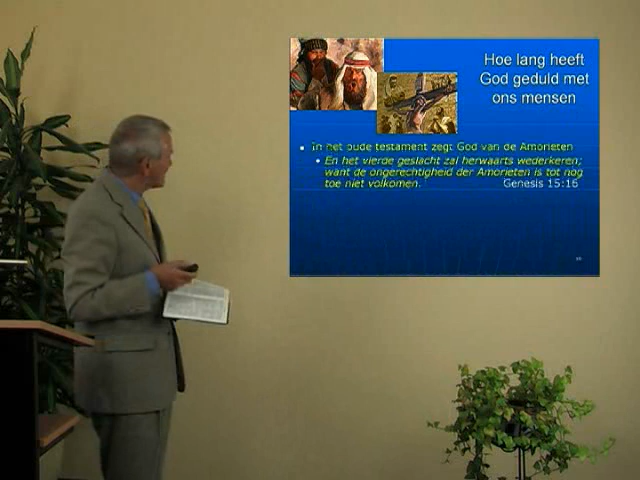 Hoe lang heeft
God geduld met
ons mensen
In het oude testament zegt God van de Amorieten
En het vierde geslacht zal herwaarts wederkeren;
want de ongerechtigheid der Amorieten is tot nog
toe niet volkomen. Genesis 15:16